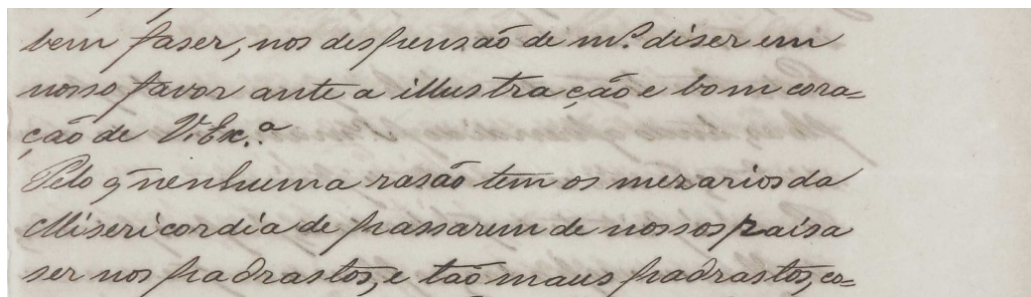 bem faser, nos dispensão de m.º diser em
nosso favor ante a illustração e bom cora=
ção de V. Ex.ª
Pelo q̃ nenhuma rasão tem os mezarios da
Misericordia de passarem de nossos pais a
ser nos padrastos, e tão maus padrastos, co=